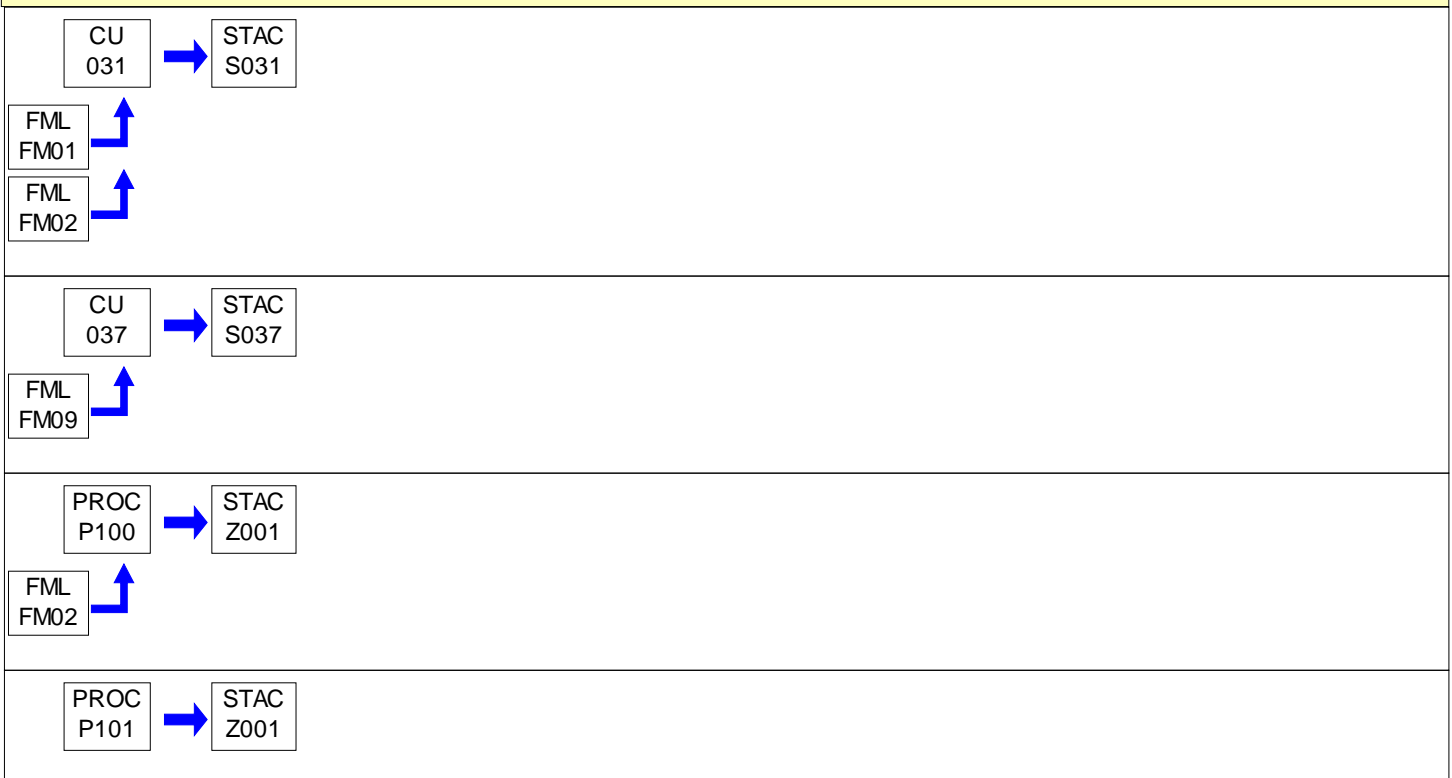 CU
031
STAC
S031
FML
FM01
FML
FM02
CU
037
STAC
S037
FML
FM09
PROC
P100
STAC
Z001
FML
FM02
PROC
P101
STAC
Z001